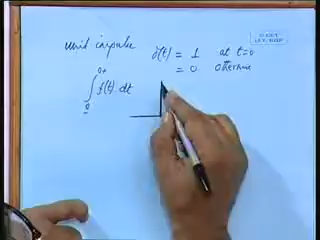 unit impulse δ(t) = 1 at t=0
= 0 otherwise
∫ 0 0+ f(t). dt